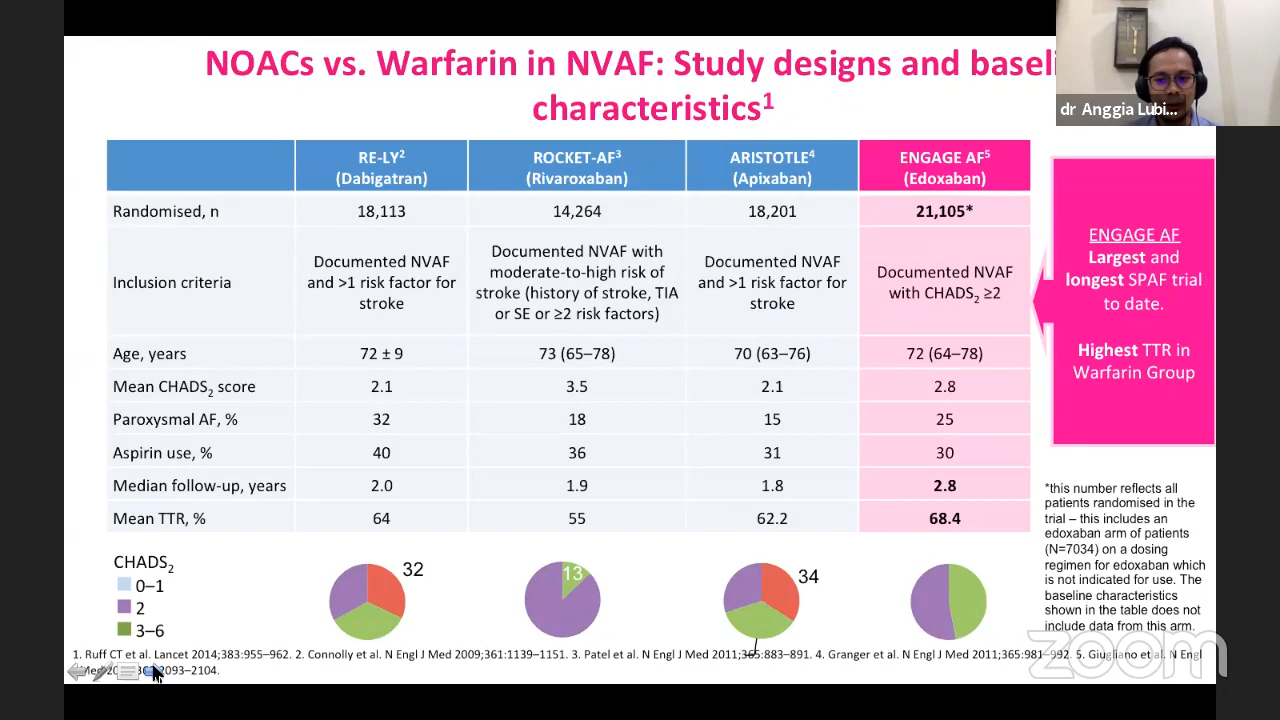 NOACs vs. Warfarin in NVAF: Study designs and baseli
characteristics1
dr Anggia Lubi...
RE-LY2 ROCKET-AF3 ARISTOTLE4 ENGAGE AF5
(Dabigatran) (Rivaroxaban) (Apixaban) (Edoxaban)
Randomised, n 18,113 14,264 18,201 21,105*
Inclusion criteria
Documented NVAF
and >1 risk factor for
stroke
Documented NVAF with
moderate-to-high risk of
stroke (history of stroke, TIA
or SE or ≥2 risk factors)
Documented NVAF
and >1 risk factor for
stroke
Documented NVAF
with CHADS2 ≥2
Age, years 72 ± 9 73 (65–78) 70 (63–76) 72 (64–78)
Mean CHADS2 score 2.1 3.5 2.1 2.8
Paroxysmal AF, % 32 18 15 25
Aspirin use, % 40 36 31 30
Median follow-up, years 2.0 1.9 1.8 2.8
Mean TTR, % 64 55 62.2 68.4
ENGAGE AF
Largest and
longest SPAF trial
to date.
Highest TTR in
Warfarin Group
*this number reflects all
patients randomised in the
trial – this includes an
edoxaban arm of patients
(N=7034) on a dosing
regimen for edoxaban which
is not indicated for use. The
baseline characteristics
shown in the table does not
include data from this arm.
CHADS2
0–1
2
3–6
32
13
34
zoom
1. Ruff CT et al. Lancet 2014;383:955–962. 2. Connolly et al. N Engl J Med 2009;361:1139–1151. 3. Patel et al. N Engl J Med 2011;365:883–891. 4. Granger et al. N Engl J Med 2011;365:981–992. 5. Giugliano et al. N Engl
2093–2104.